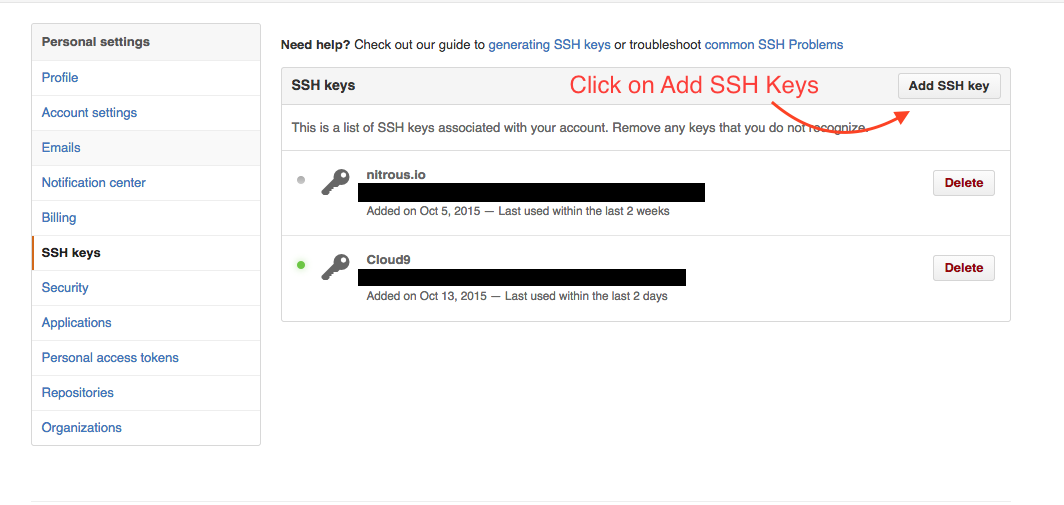 Personal settings
Profile
Account settings
Emails
Notification center
Billing
SSH keys
Security
Applications
Personal access tokens
Repositories
Organizations
Need help? Check out our guide to generating SSH keys or troubleshoot common SSH Problems
SSH keys
Click on Add SSH Keys
Add SSH key
This is a list of SSH keys associated with your account. Remove any keys that you do not recognize.
nitrous.io
Delete
Added on Oct 5, 2015 — Last used within the last 2 weeks
Cloud9
Delete
Added on Oct 13, 2015 — Last used within the last 2 days